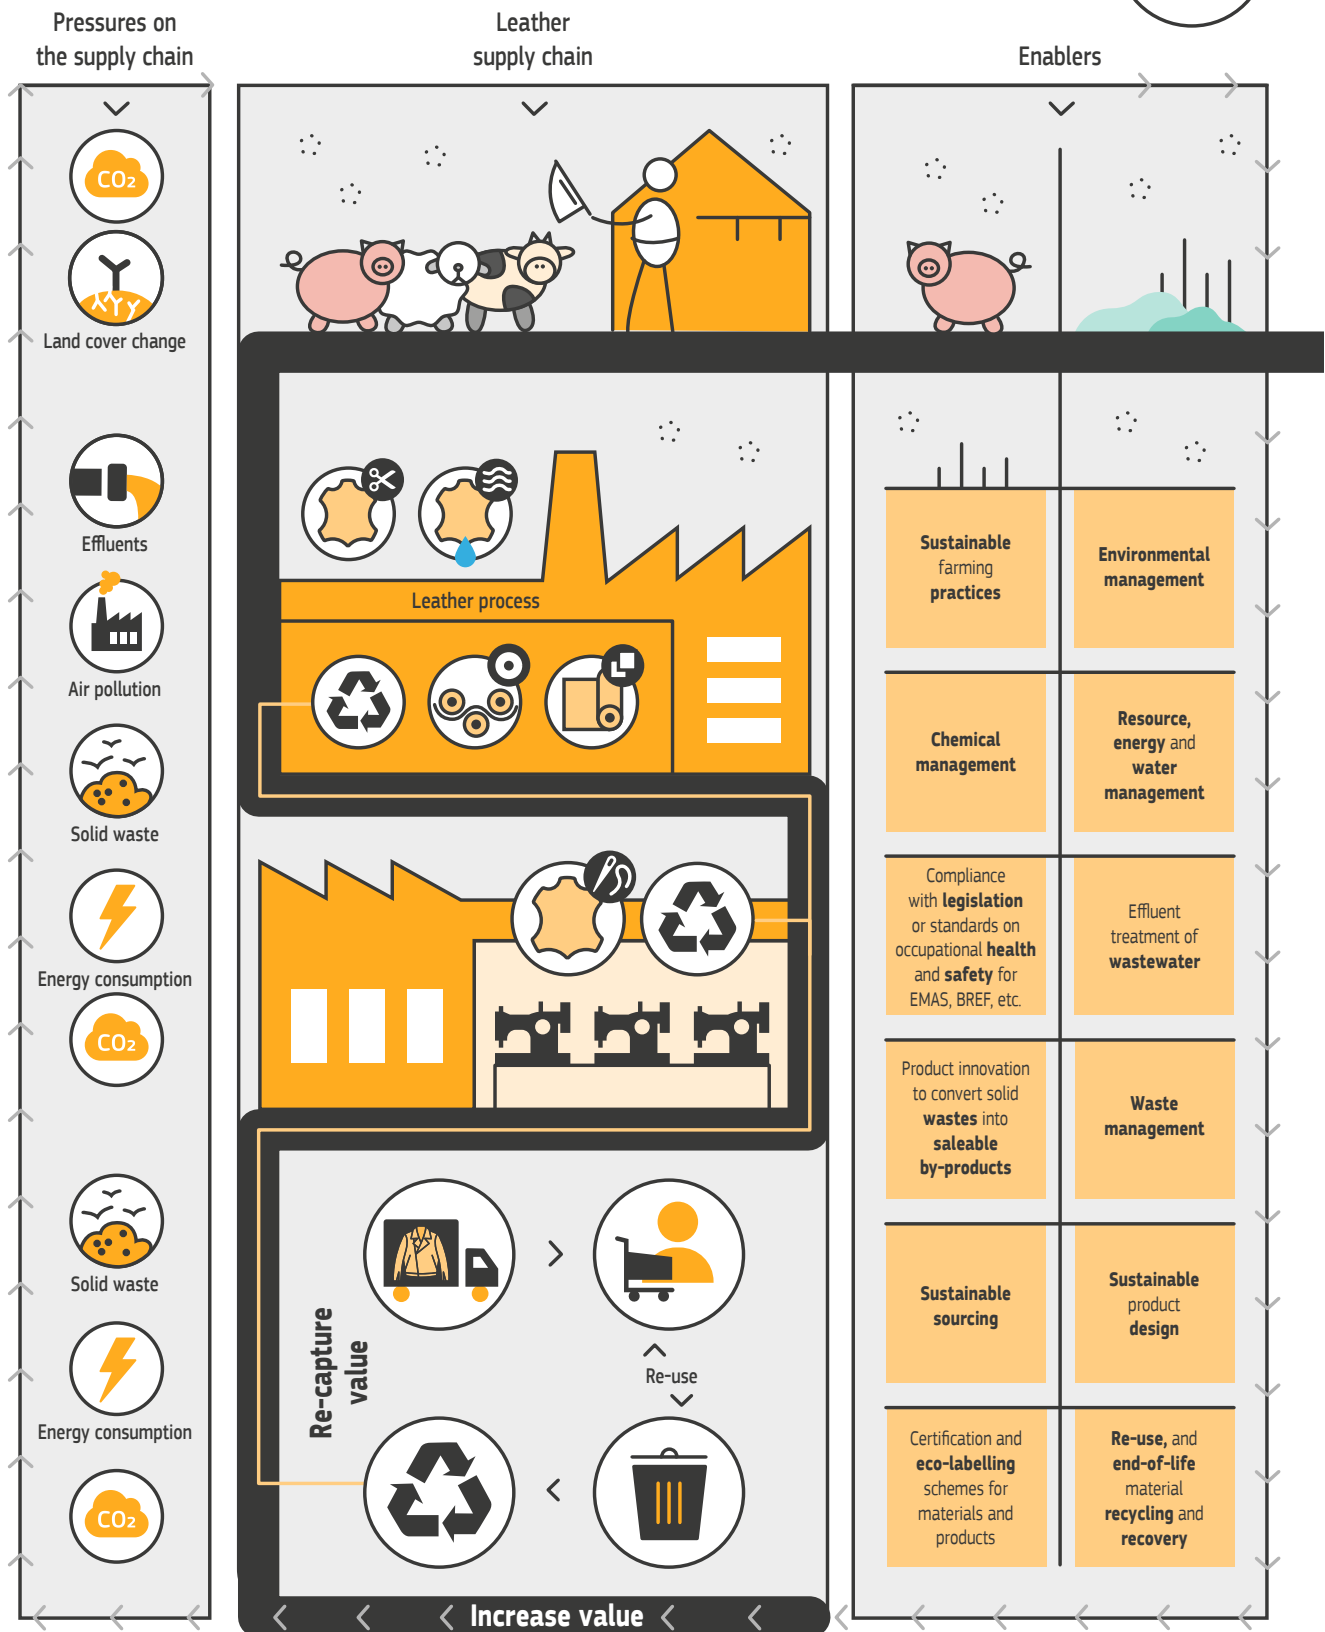 Pressures on
the supply chain
CO₂
Land cover change
Effluents
Air pollution
Solid waste
Energy consumption
CO₂
Solid waste
Energy consumption
CO₂
Leather
supply chain
Leather process
Re-capture
value
Re-use
Increase value
Enablers
Sustainable
farming
practices
Environmental
management
Chemical
management
Resource,
energy and
water
management
Compliance
with legislation
or standards on
occupational health
and safety for
EMAS, BREF, etc.
Effluent
treatment of
wastewater
Product innovation
to convert solid
wastes into
saleable
by-products
Waste
management
Sustainable
sourcing
Sustainable
product
design
Certification and
eco-labelling
schemes for
materials and
products
Re-use, and
end-of-life
material
recycling and
recovery